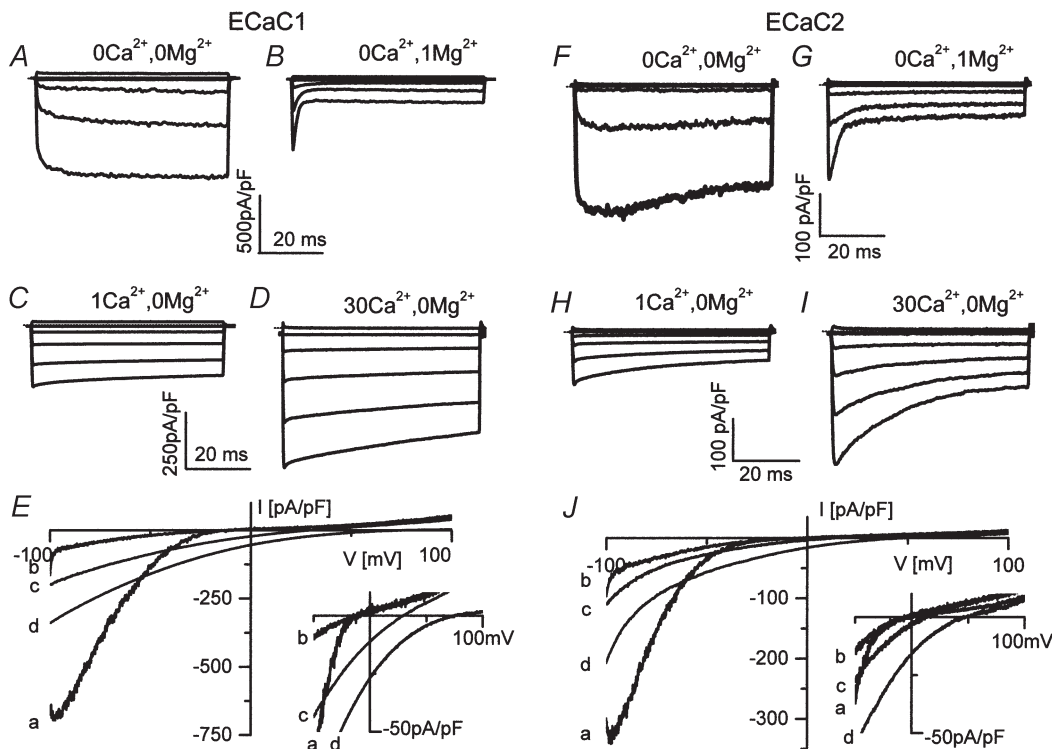 ECaC1
ECaC2
A
0Ca²⁺,0Mg²⁺
B
0Ca²⁺,1Mg²⁺
F
0Ca²⁺,0Mg²⁺
G
0Ca²⁺,1Mg²⁺
500pA/pF
20 ms
100 pA/pF
20 ms
C
1Ca²⁺,0Mg²⁺
D
30Ca²⁺,0Mg²⁺
H
1Ca²⁺,0Mg²⁺
I
30Ca²⁺,0Mg²⁺
250pA/pF
20 ms
100 pA/pF
20 ms
E
I [pA/pF]
-100
V [mV]
100
b
c
d
a
-250
-500
-750
b
c
a
d
100mV
-50pA/pF
J
I [pA/pF]
-100
V [mV]
100
b
c
d
a
-100
-200
-300
b
c
a
d
100mV
-50pA/pF